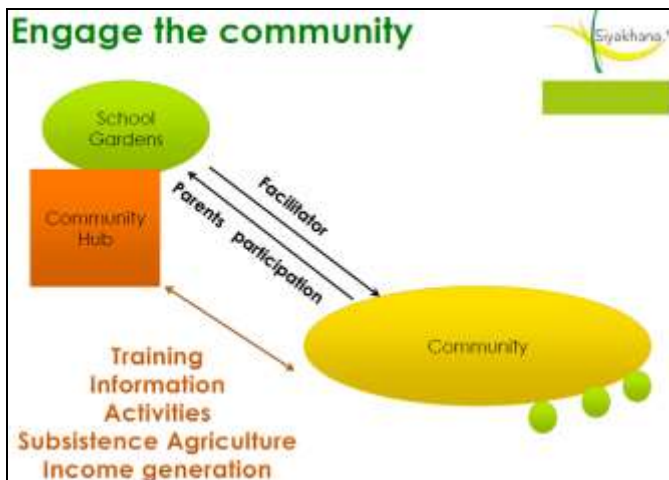 Engage the community
Siyakhana
School
Gardens
Community
Hub
Facilitator
Parents participation
Community
Training
Information
Activities
Subsistence Agriculture
Income generation